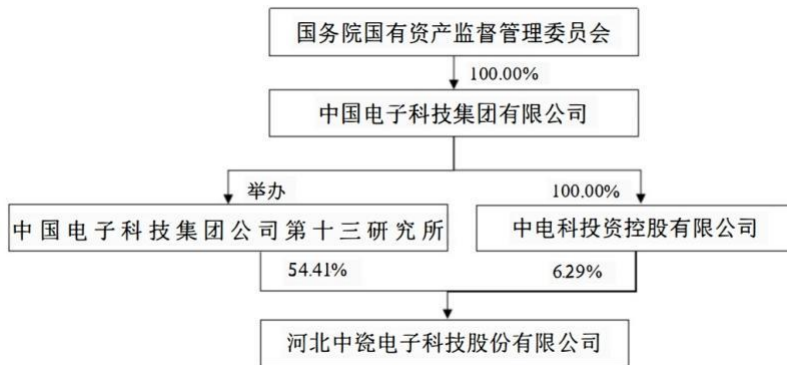 国务院国有资产监督管理委员会
100.00%
中国电子科技集团有限公司
举办
100.00%
中国电子科技集团公司第十三研究所
中电科投资控股有限公司
54.41%
6.29%
河北中瓷电子科技股份有限公司